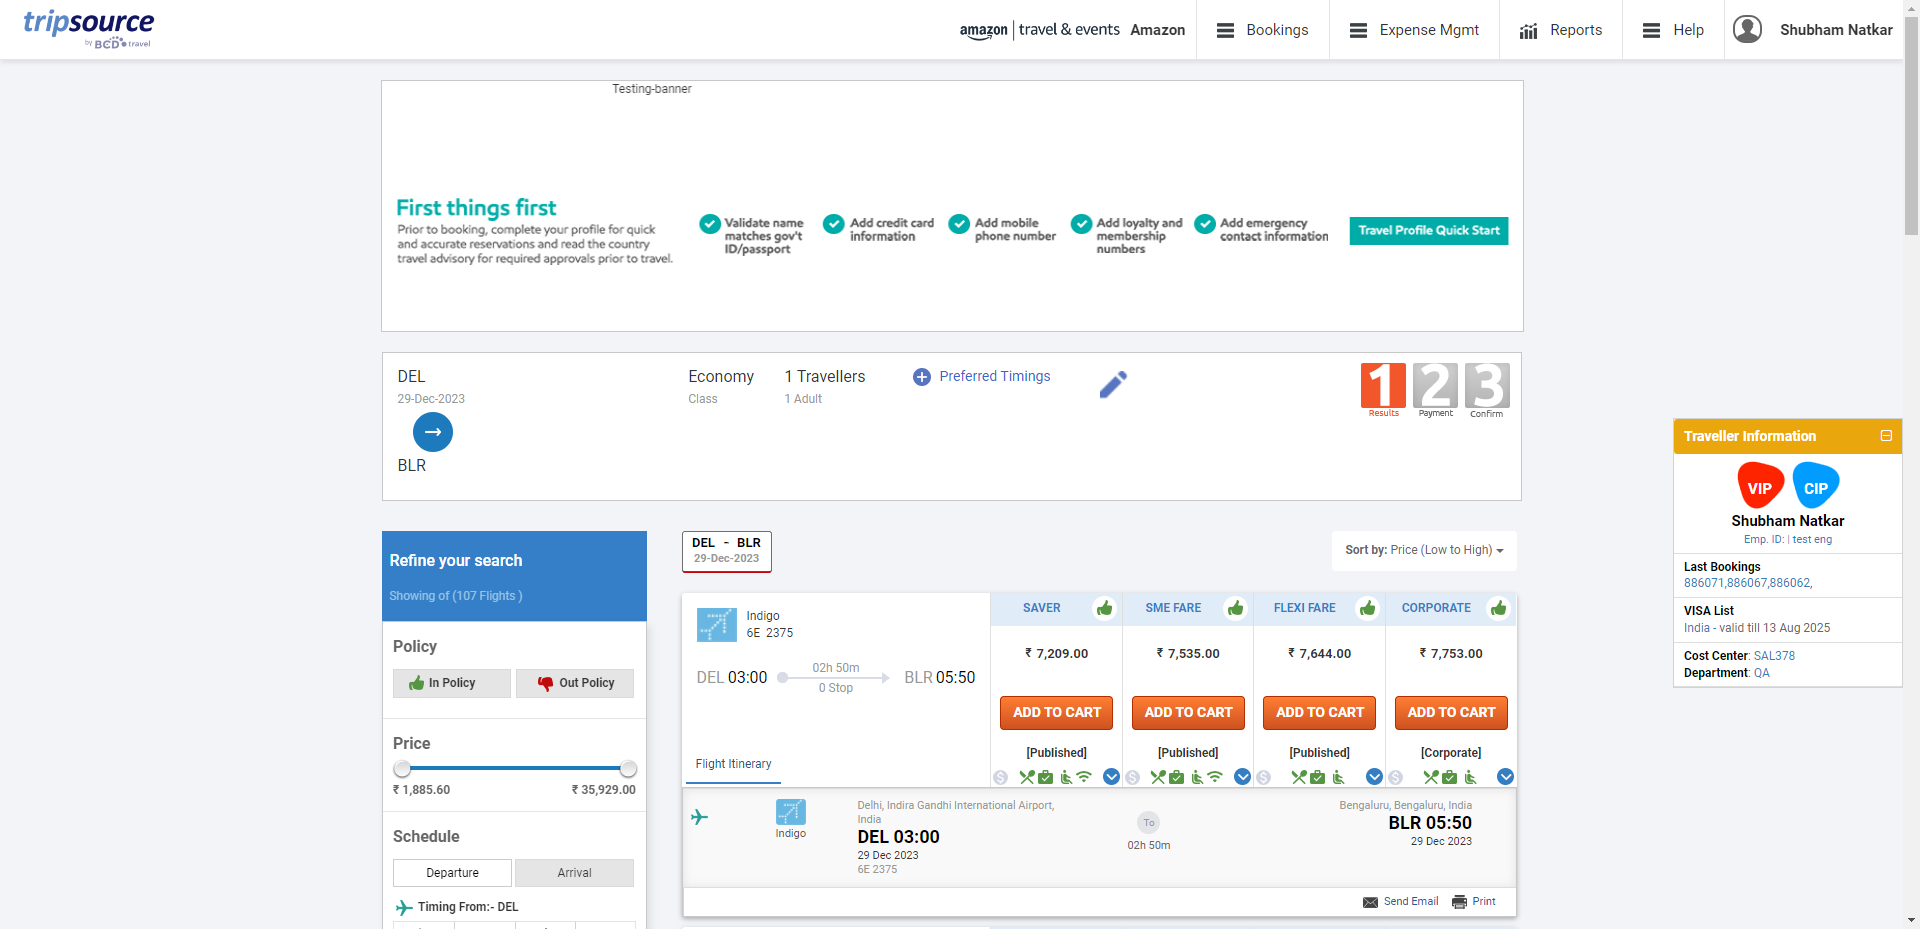 tripsource
by BCD travel
amazon | travel & events Amazon
Bookings
Expense Mgmt
Reports
Help
Shubham Natkar
Testing-banner
First things first
Prior to booking, complete your profile for quick
and accurate reservations and read the country
travel advisory for required approvals prior to travel.
Validate name
matches gov't
ID/passport
Add credit card
information
Add mobile
phone number
Add loyalty and
membership
numbers
Add emergency
contact information
Travel Profile Quick Start
DEL
29-Dec-2023
BLR
Economy
Class
1 Travellers
1 Adult
Preferred Timings
1
Results
2
Payment
3
Confirm
Traveller Information
VIP CIP
Shubham Natkar
Emp. ID: | test eng
Last Bookings
886071,886067,886062,
VISA List
India - valid till 13 Aug 2025
Cost Center: SAL378
Department: QA
Refine your search
Showing of (107 Flights )
Policy
In Policy
Out Policy
Price
₹ 1,885.60
₹ 35,929.00
Schedule
Departure
Arrival
Timing From:- DEL
DEL - BLR
29-Dec-2023
Sort by: Price (Low to High)
Indigo
6E 2375
DEL 03:00
02h 50m
0 Stop
BLR 05:50
Flight Itinerary
SAVER
₹ 7,209.00
ADD TO CART
[Published]
SME FARE
₹ 7,535.00
ADD TO CART
[Published]
FLEXI FARE
₹ 7,644.00
ADD TO CART
[Published]
CORPORATE
₹ 7,753.00
ADD TO CART
[Corporate]
Indigo
Delhi, Indira Gandhi International Airport,
India
DEL 03:00
29 Dec 2023
6E 2375
To
02h 50m
Bengaluru, Bengaluru, India
BLR 05:50
29 Dec 2023
Send Email
Print